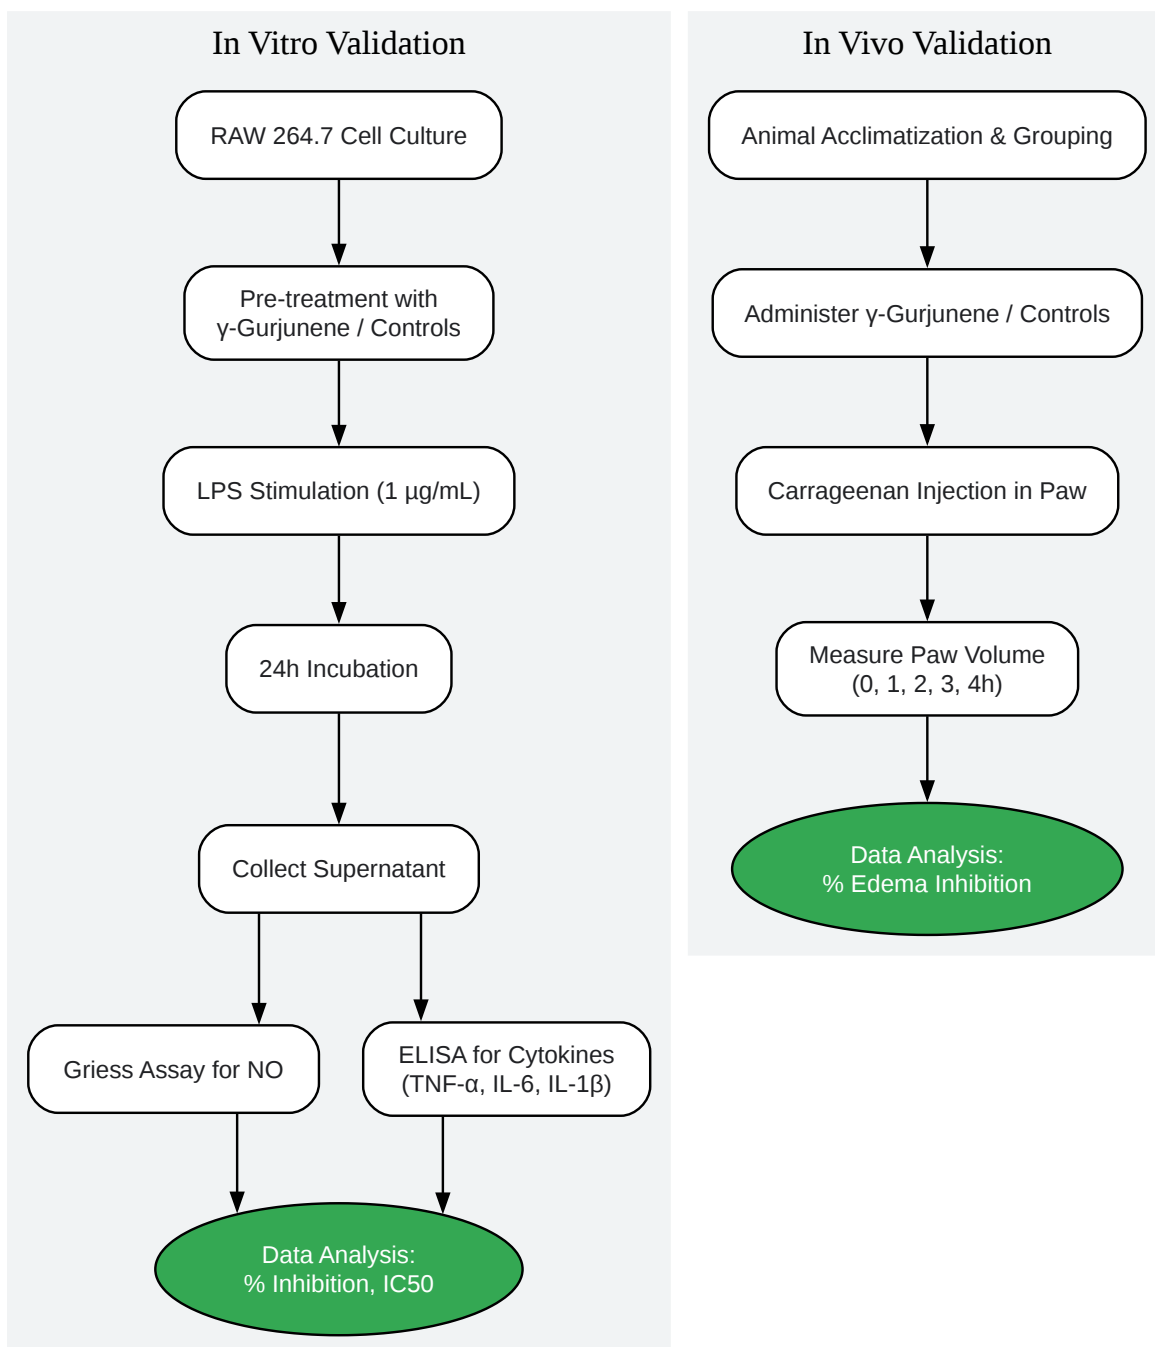 In Vitro Validation
RAW 264.7 Cell Culture
Pre-treatment with
γ-Gurjunene / Controls
LPS Stimulation (1 µg/mL)
24h Incubation
Collect Supernatant
Griess Assay for NO
ELISA for Cytokines
(TNF-α, IL-6, IL-1β)
Data Analysis:
% Inhibition, IC50
In Vivo Validation
Animal Acclimatization & Grouping
Administer γ-Gurjunene / Controls
Carrageenan Injection in Paw
Measure Paw Volume
(0, 1, 2, 3, 4h)
Data Analysis:
% Edema Inhibition